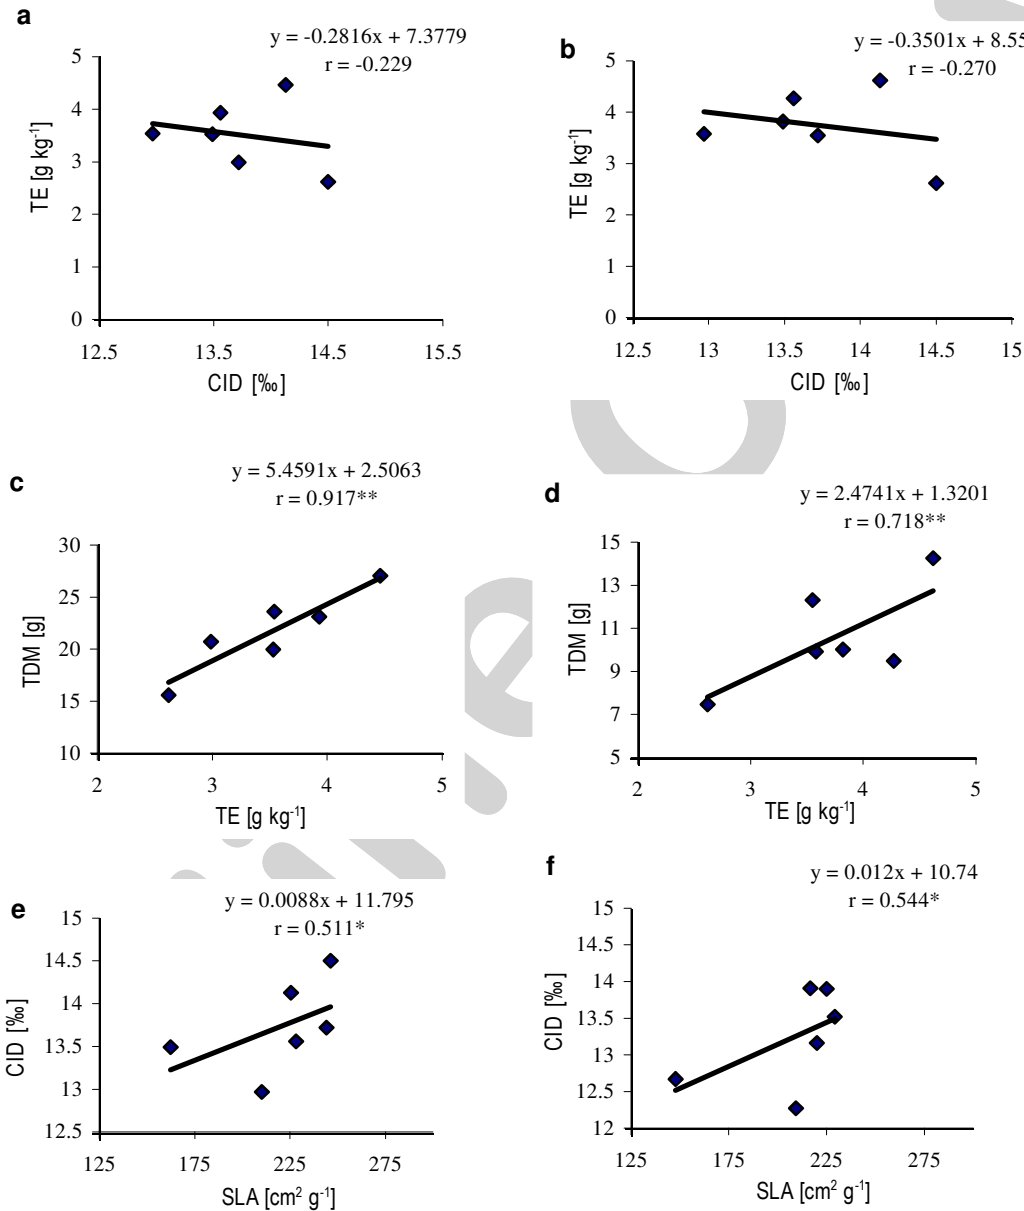 a
y = -0.2816x + 7.3779
r = -0.229
5
4
3
2
1
0
TE [g kg-1]
12.5 13.5 14.5 15.5
CID [‰]
b
y = -0.3501x + 8.55
r = -0.270
5
4
3
2
1
0
TE [g kg-1]
12.5 13 13.5 14 14.5 15
CID [‰]
c
y = 5.4591x + 2.5063
r = 0.917**
30
25
20
15
10
TDM [g]
2 3 4 5
TE [g kg-1]
d
y = 2.4741x + 1.3201
r = 0.718**
15
13
11
9
7
5
TDM [g]
2 3 4 5
TE [g kg-1]
e
y = 0.0088x + 11.795
r = 0.511*
15
14.5
14
13.5
13
12.5
CID [‰]
125 175 225 275
SLA [cm2 g-1]
f
y = 0.012x + 10.74
r = 0.544*
15
14.5
14
13.5
13
12.5
12
CID [‰]
125 175 225 275
SLA [cm2 g-1]